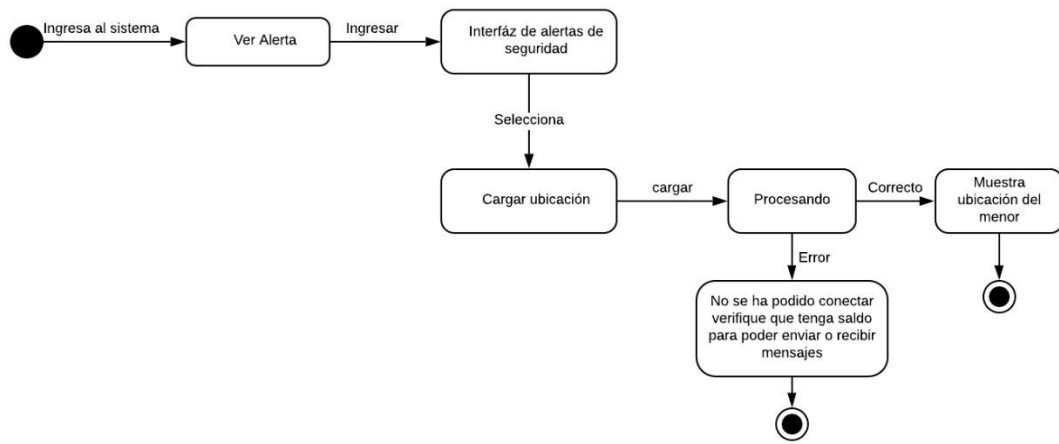 Ingresa al sistema
Ver Alerta
Ingresar
Interfáz de alertas de
seguridad
Selecciona
Cargar ubicación
cargar
Procesando
Correcto
Muestra
ubicación del
menor
Error
No se ha podido conectar
verifique que tenga saldo
para poder enviar o recibir
mensajes